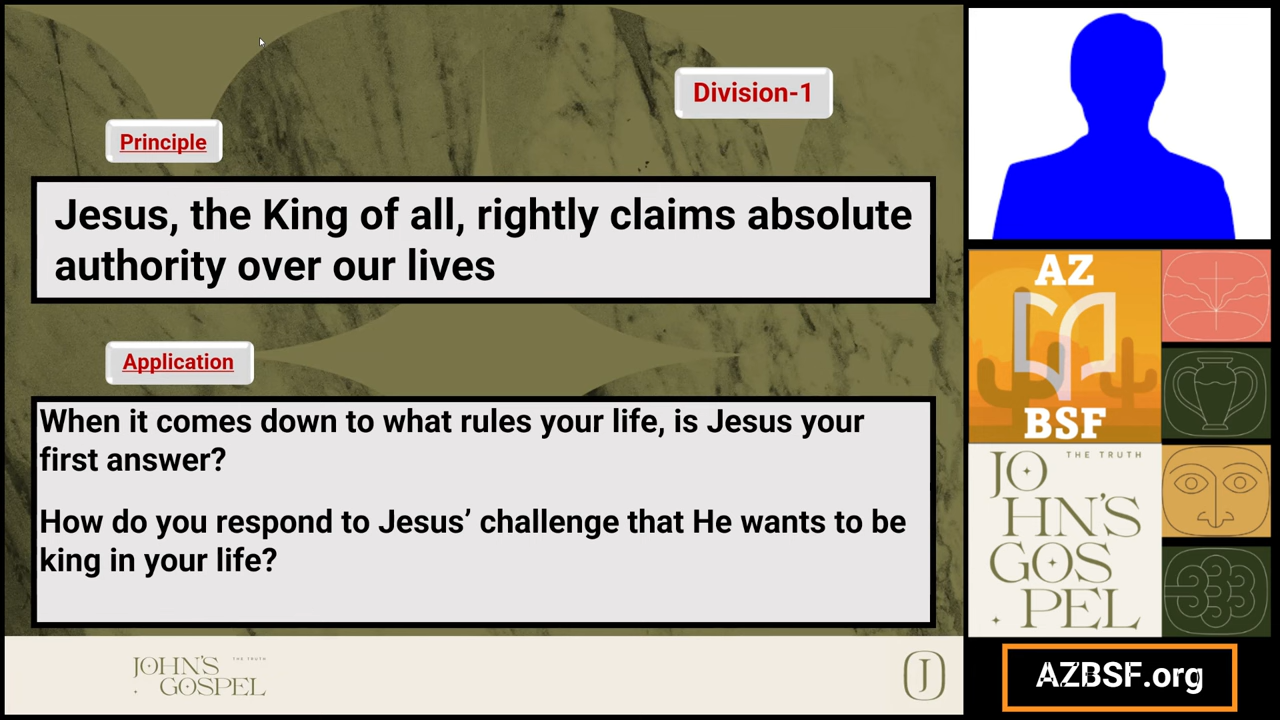 Division-1
Principle
Jesus, the King of all, rightly claims absolute
authority over our lives
Application
When it comes down to what rules your life, is Jesus your
first answer?
How do you respond to Jesus’ challenge that He wants to be
king in your life?
JOHN'S THE TRUTH
GOSPEL
J
AZ
BSF
THE TRUTH
JO
HN'S
GOS
PEL
AZBSF.org